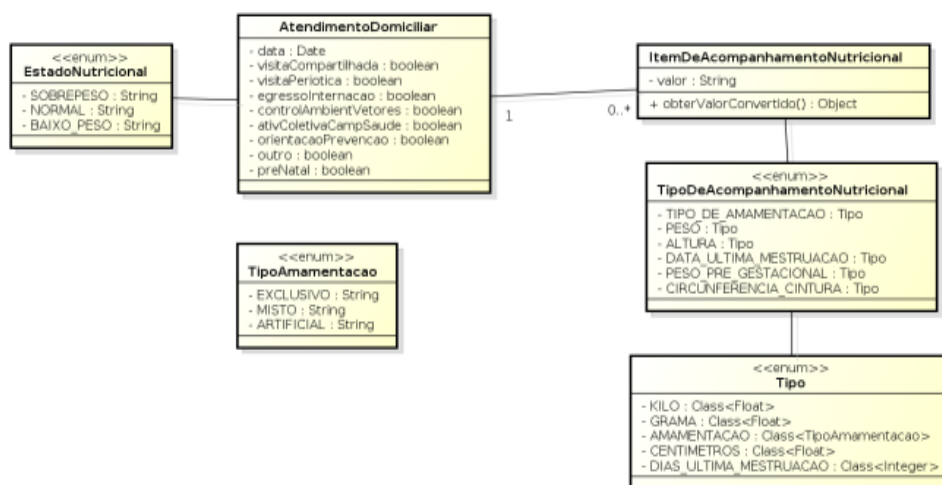 <<enum>>
EstadoNutricional
- SOBREPESO : String
- NORMAL : String
- BAIXO_PESO : String
AtendimentoDomiciliar
- data : Date
- visitaCompartilhada : boolean
- visitaPeriotica : boolean
- egressoInternacao : boolean
- controlAmbientVetores : boolean
- ativColetivaCampSaude : boolean
- orientacaoPrevencao : boolean
- outro : boolean
- preNatal : boolean
1
0..*
ItemDeAcompanhamentoNutricional
- valor : String
+ obterValorConvertido() : Object
<<enum>>
TipoDeAcompanhamentoNutricional
- TIPO_DE_AMAMENTACAO : Tipo
- PESO : Tipo
- ALTURA : Tipo
- DATA_ULTIMA_MESTRUACAO : Tipo
- PESO_PRE_GESTACIONAL : Tipo
- CIRCUNFERENCIA_CINTURA : Tipo
<<enum>>
TipoAmamentacao
- EXCLUSIVO : String
- MISTO : String
- ARTIFICIAL : String
<<enum>>
Tipo
- KILO : Class<Float>
- GRAMA : Class<Float>
- AMAMENTACAO : Class<TipoAmamentacao>
- CENTIMETROS : Class<Float>
- DIAS_ULTIMA_MESTRUACAO : Class<Integer>